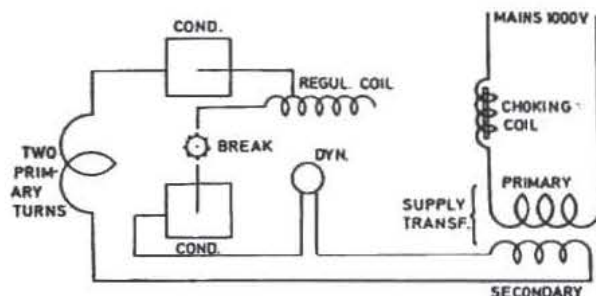 COND.
MAINS 1000V
REGUL. COIL
CHOKING
COIL
BREAK
TWO
PRIM-
ARY
TURNS
DYN.
PRIMARY
SUPPLY
TRANSF.
COND.
SECONDARY